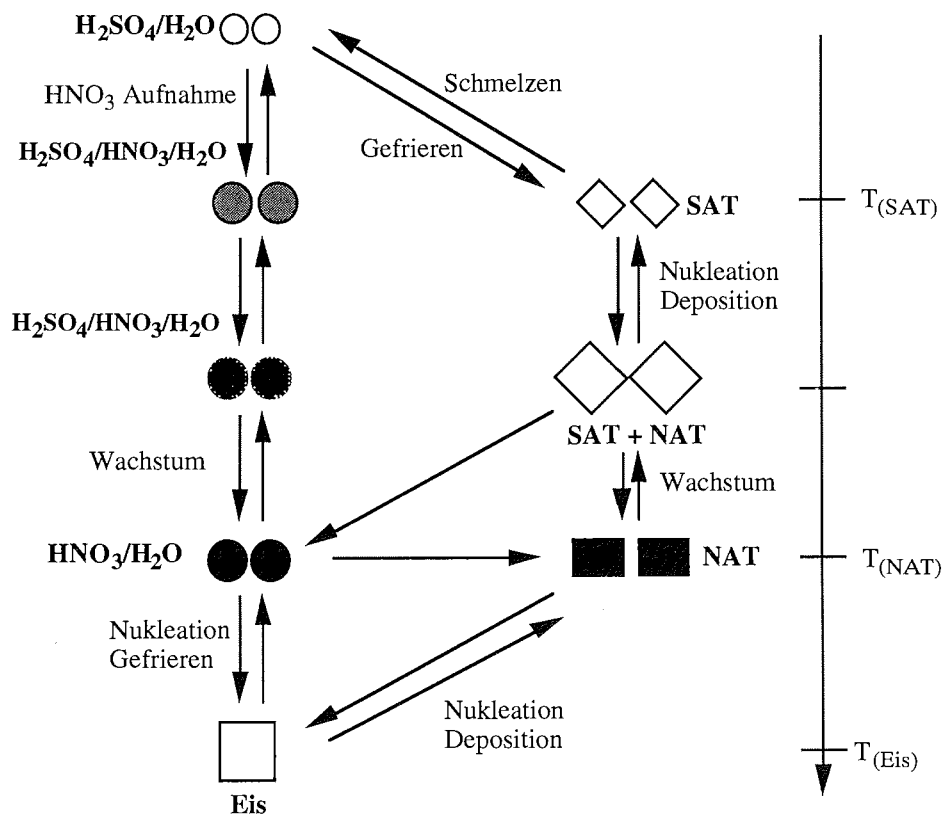 H2SO4/H2O
HNO3 Aufnahme
H2SO4/HNO3/H2O
H2SO4/HNO3/H2O
Wachstum
HNO3/H2O
Nukleation
Gefrieren
Eis
Schmelzen
Gefrieren
SAT
Nukleation
Deposition
SAT + NAT
Wachstum
NAT
Nukleation
Deposition
T(SAT)
T(NAT)
T(Eis)